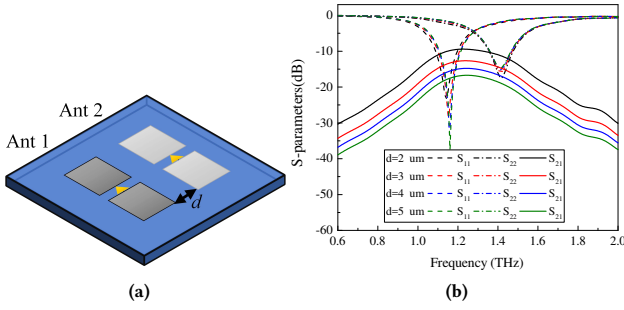 (a)
Ant 2
Ant 1
d
(b)
0
-10
-20
-30
-40
-50
-60
S-parameters(dB)
d=2 um S11 S22 S21
d=3 um S11 S22 S21
d=4 um S11 S22 S21
d=5 um S11 S22 S21
0.6 0.8 1.0 1.2 1.4 1.6 1.8 2.0
Frequency (THz)
(a) (b)